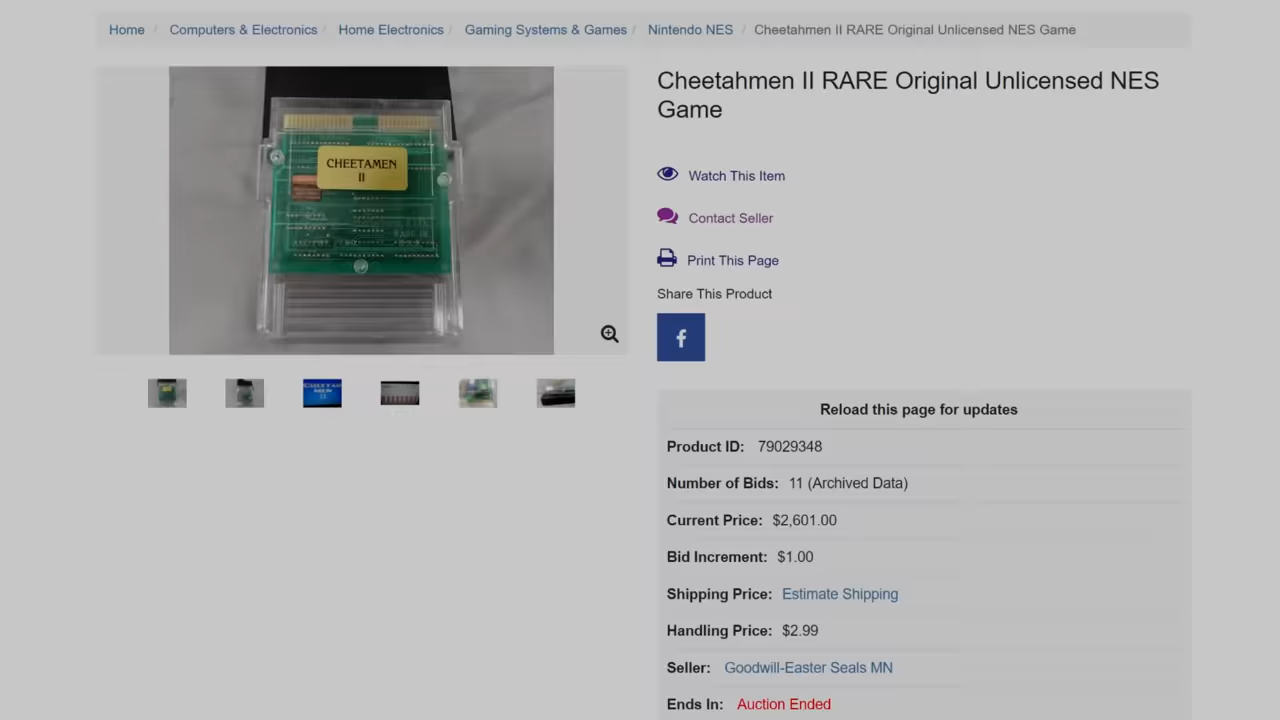 Home / Computers & Electronics / Home Electronics / Gaming Systems & Games / Nintendo NES / Cheetahmen II RARE Original Unlicensed NES Game
Cheetahmen II RARE Original Unlicensed NES
Game
CHEETAMEN
II
Watch This Item
Contact Seller
Print This Page
Share This Product
f
CHEETAH
MEN
II
Reload this page for updates
Product ID: 79029348
Number of Bids: 11 (Archived Data)
Current Price: $2,601.00
Bid Increment: $1.00
Shipping Price: Estimate Shipping
Handling Price: $2.99
Seller: Goodwill-Easter Seals MN
Ends In: Auction Ended